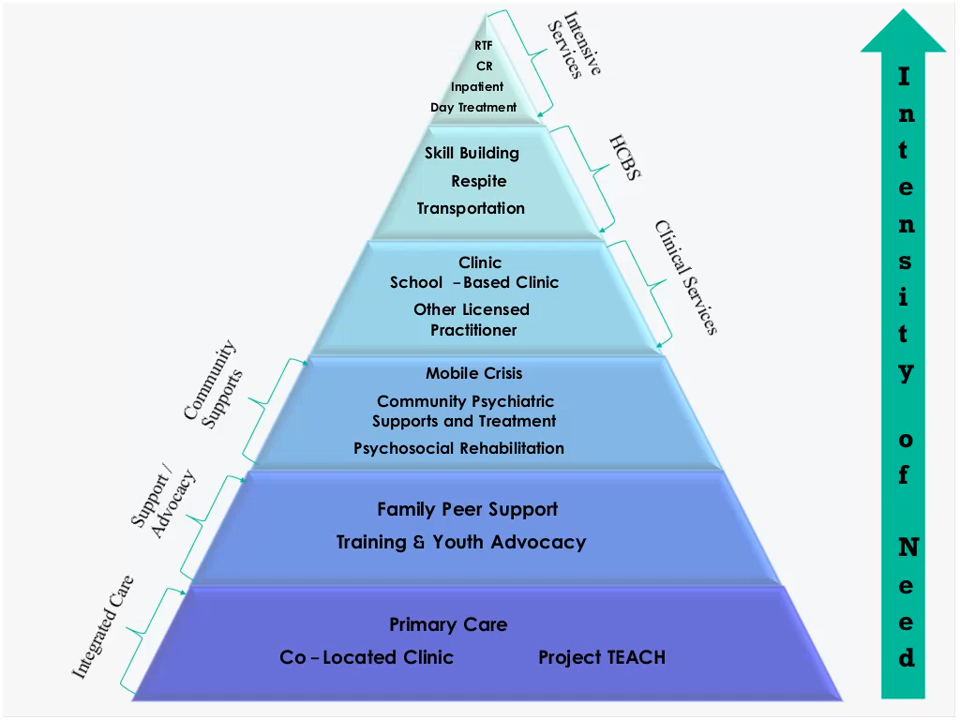 RTF
CR
Inpatient
Day Treatment
Intensive
Services
Skill Building
Respite
Transportation
HCBS
Clinic
School -Based Clinic
Other Licensed
Practitioner
Clinical Services
Community
Supports
Mobile Crisis
Community Psychiatric
Supports and Treatment
Psychosocial Rehabilitation
Support /
Advocacy
Family Peer Support
Training & Youth Advocacy
Integrated Care
Primary Care
Co-Located Clinic Project TEACH
Intensity of Need